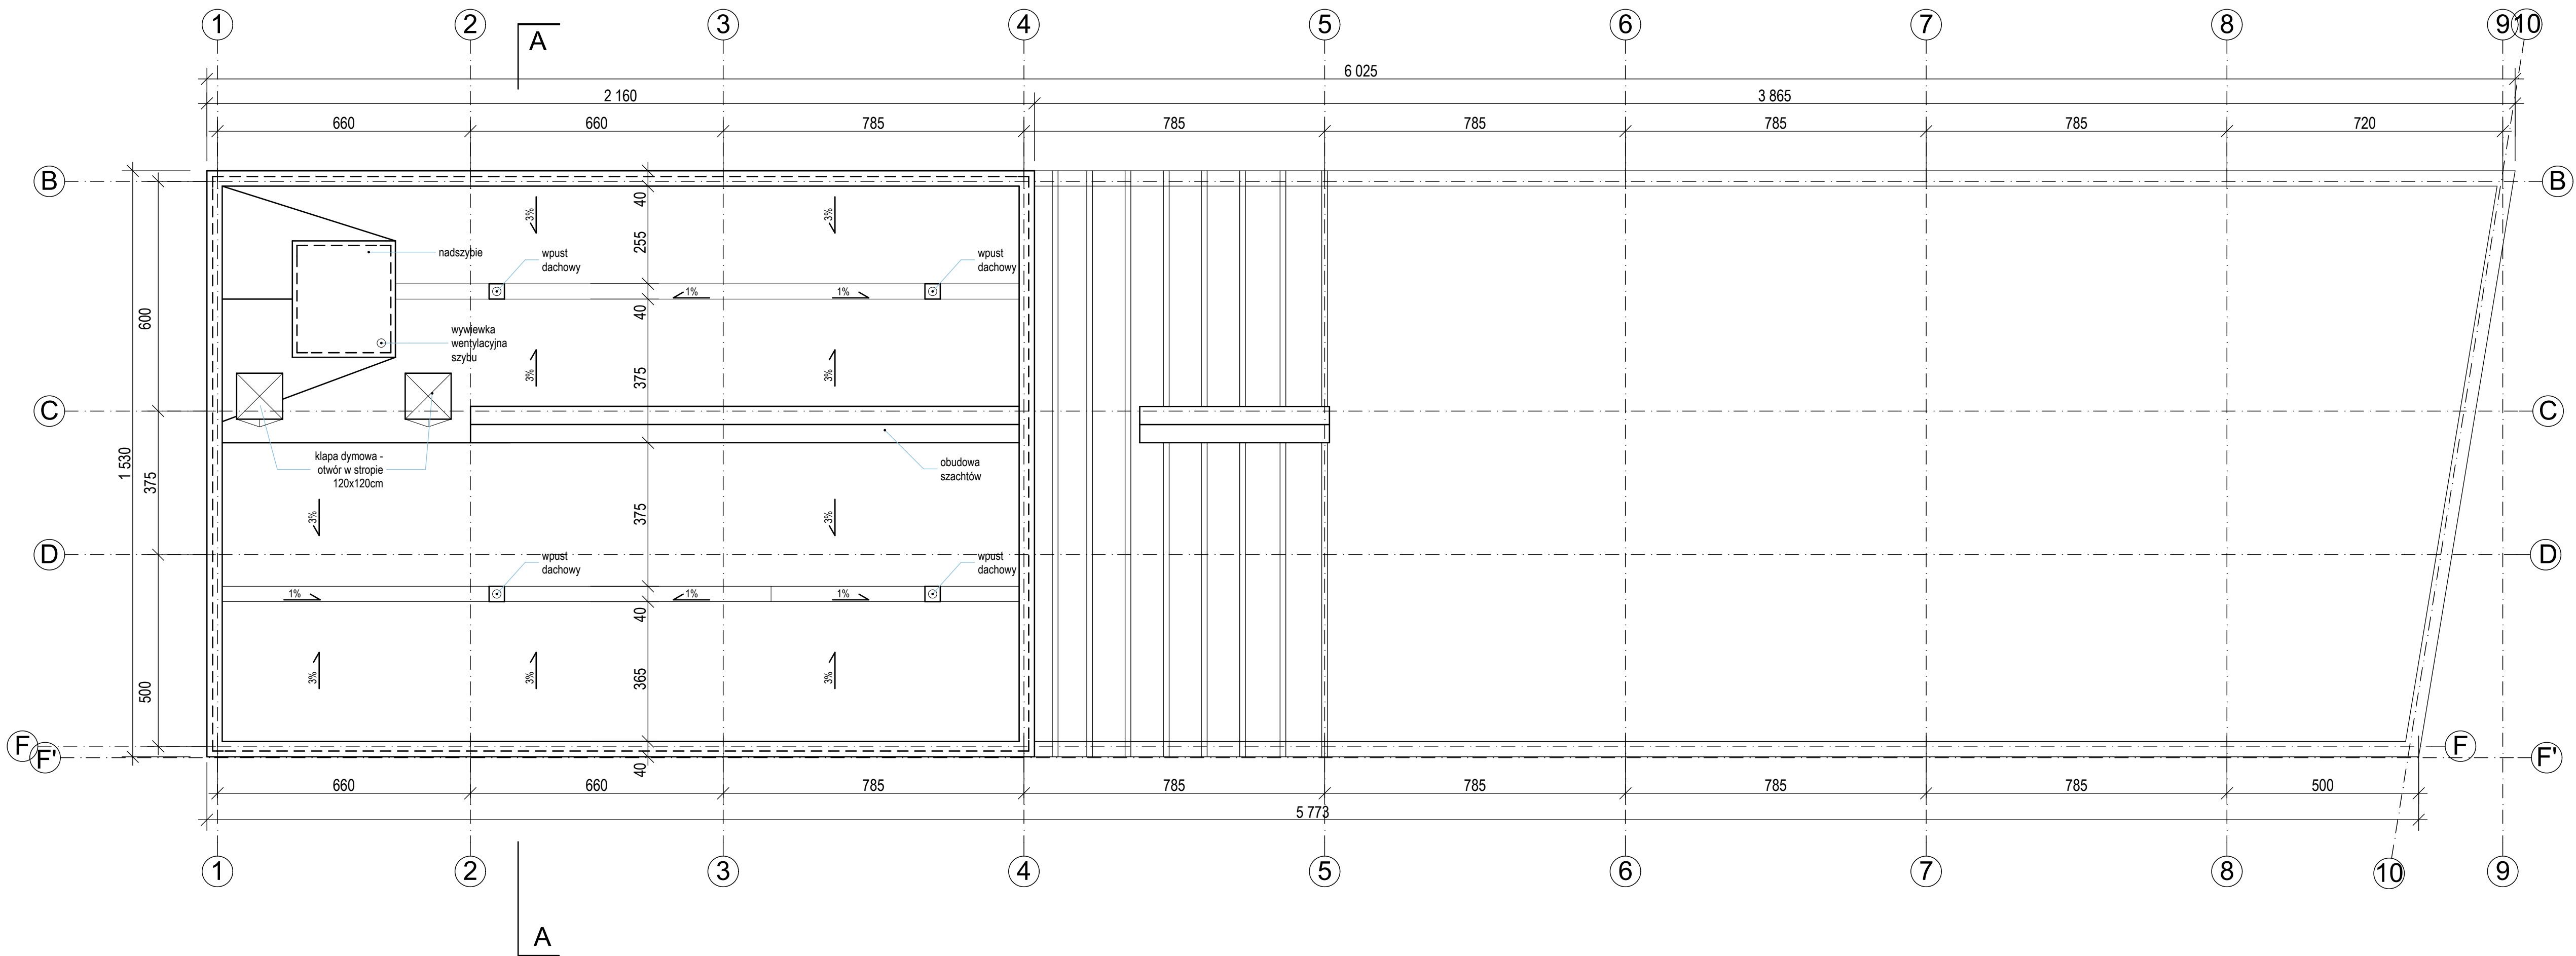 1 2 3 4 5 6 7 8 9 10
A
6 025
2 160 3 865
660 660 785 785 785 785 785 720
B B
40
3% 3%
255
nadszybie
wpust
dachowy
wpust
dachowy
1% 1%
600
40
wywiewka
wentylacyjna
szybu
3% 3%
375
C C
klapa dymowa -
otwór w stropie
120x120cm
obudowa
szachtów
1 530
375
375
3% 3%
D D
wpust
dachowy
wpust
dachowy
1% 1% 1%
40
3% 3% 3%
365
500
F F
F' F'
40
660 660 785 785 785 785 785 500
5 773
1 2 3 4 5 6 7 8 10 9
A